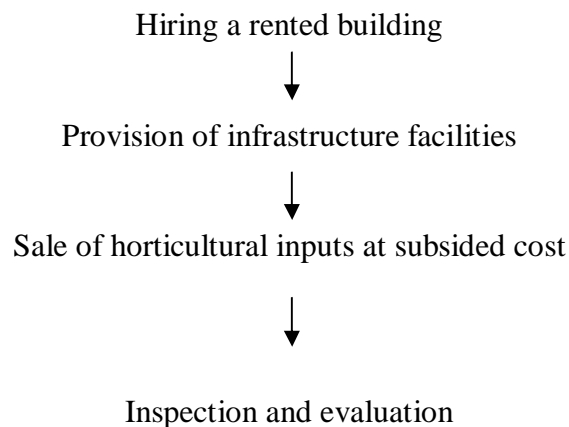 Hiring a rented building
Provision of infrastructure facilities
Sale of horticultural inputs at subsided cost
Inspection and evaluation